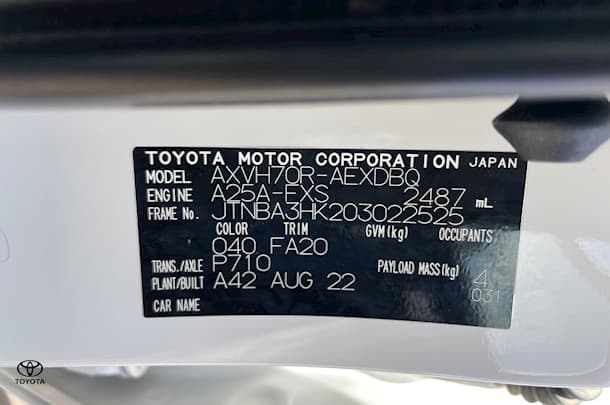 TOYOTA MOTOR CORPORATION JAPAN
MODEL AXVH70R-AEXDBQ
ENGINE A25A-FXS 2487 mL
FRAME No. JTNBA3HK203022525
COLOR TRIM GVM(kg) OCCUPANTS
040 FA20
TRANS./AXLE P710 PAYLOAD MASS(kg) 4
PLANT/BUILT A42 AUG 22 031
CAR NAME
TOYOTA